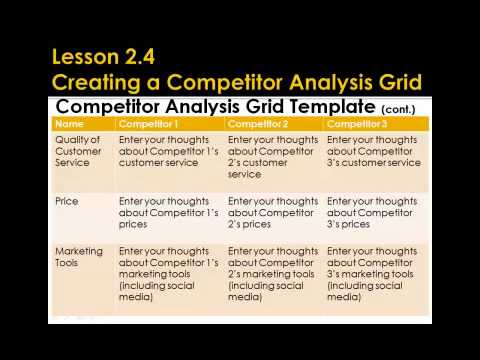 Lesson 2.4
Creating a Competitor Analysis Grid
Competitor Analysis Grid Template (cont.)
Name Competitor 1 Competitor 2 Competitor 3
Quality of Customer Service
Enter your thoughts about Competitor 1's customer service
Enter your thoughts about Competitor 2's customer service
Enter your thoughts about Competitor 3's customer service
Price
Enter your thoughts about Competitor 1's prices
Enter your thoughts about Competitor 2's prices
Enter your thoughts about Competitor 3's prices
Marketing Tools
Enter your thoughts about Competitor 1's marketing tools (including social media)
Enter your thoughts about Competitor 2's marketing tools (including social media)
Enter your thoughts about Competitor 3's marketing tools (including social media)